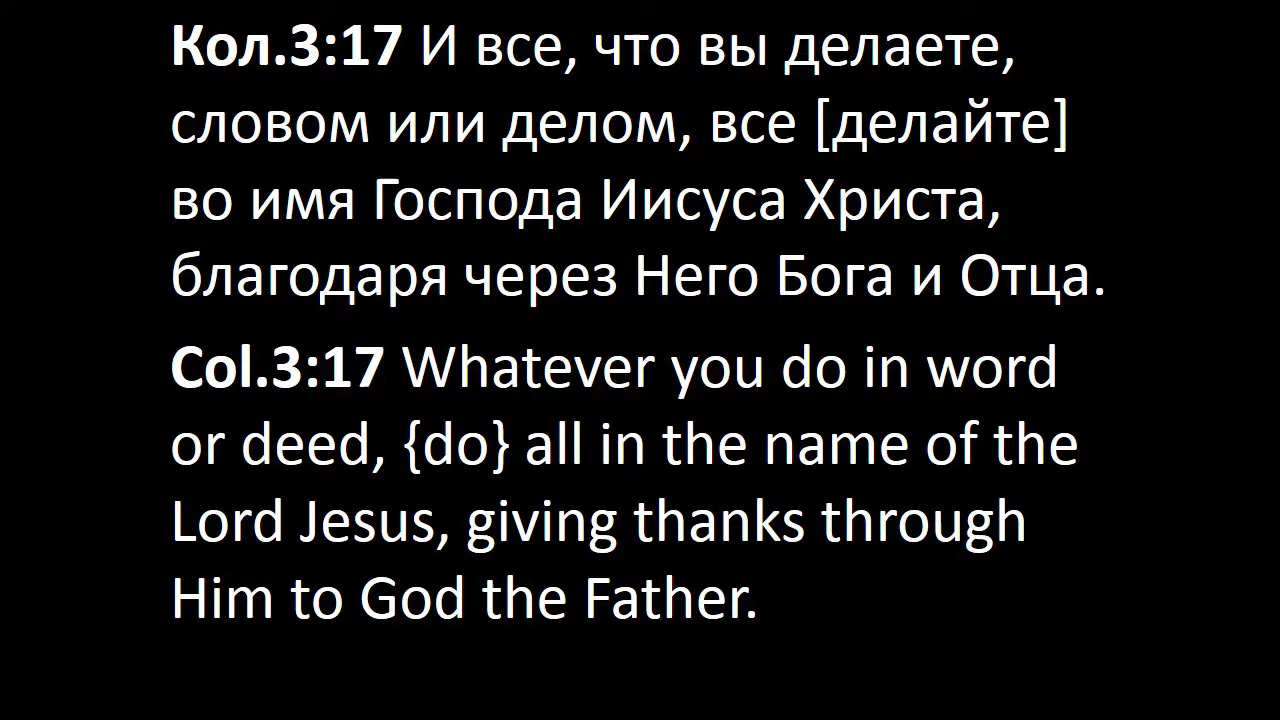 Кол.3:17 И все, что вы делаете,
словом или делом, все [делайте]
во имя Господа Иисуса Христа,
благодаря через Него Бога и Отца.
Col.3:17 Whatever you do in word
or deed, {do} all in the name of the
Lord Jesus, giving thanks through
Him to God the Father.